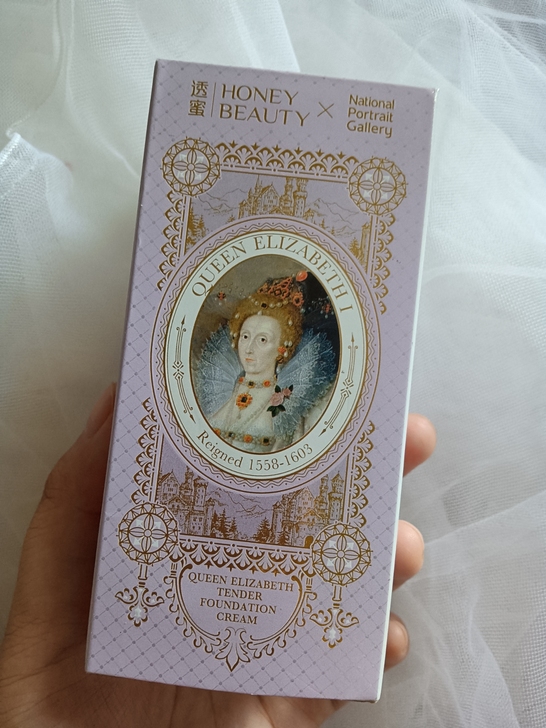 透蜜 HONEY BEAUTY × National Portrait Gallery
QUEEN ELIZABETH I
Reigned 1558-1603
QUEEN ELIZABETH
TENDER
FOUNDATION
CREAM